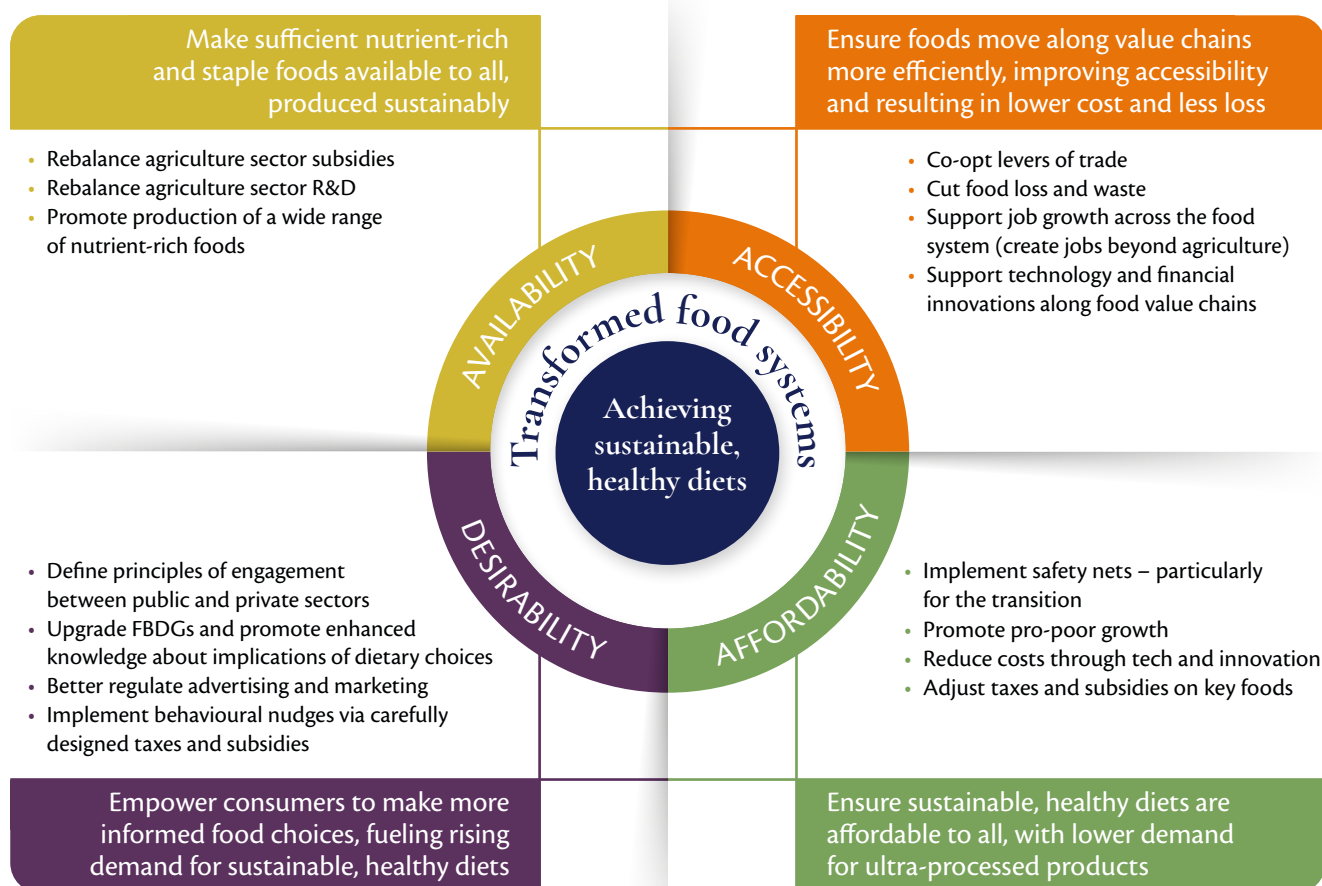 Make sufficient nutrient-rich
and staple foods available to all,
produced sustainably
• Rebalance agriculture sector subsidies
• Rebalance agriculture sector R&D
• Promote production of a wide range
of nutrient-rich foods
Ensure foods move along value chains
more efficiently, improving accessibility
and resulting in lower cost and less loss
• Co-opt levers of trade
• Cut food loss and waste
• Support job growth across the food
system (create jobs beyond agriculture)
• Support technology and financial
innovations along food value chains
AVAILABILITY
ACCESSIBILITY
Transformed food systems
Achieving
sustainable,
healthy diets
DESIRABILITY
AFFORDABILITY
• Define principles of engagement
between public and private sectors
• Upgrade FBDGs and promote enhanced
knowledge about implications of dietary choices
• Better regulate advertising and marketing
• Implement behavioural nudges via carefully
designed taxes and subsidies
Empower consumers to make more
informed food choices, fueling rising
demand for sustainable, healthy diets
• Implement safety nets – particularly
for the transition
• Promote pro-poor growth
• Reduce costs through tech and innovation
• Adjust taxes and subsidies on key foods
Ensure sustainable, healthy diets are
affordable to all, with lower demand
for ultra-processed products